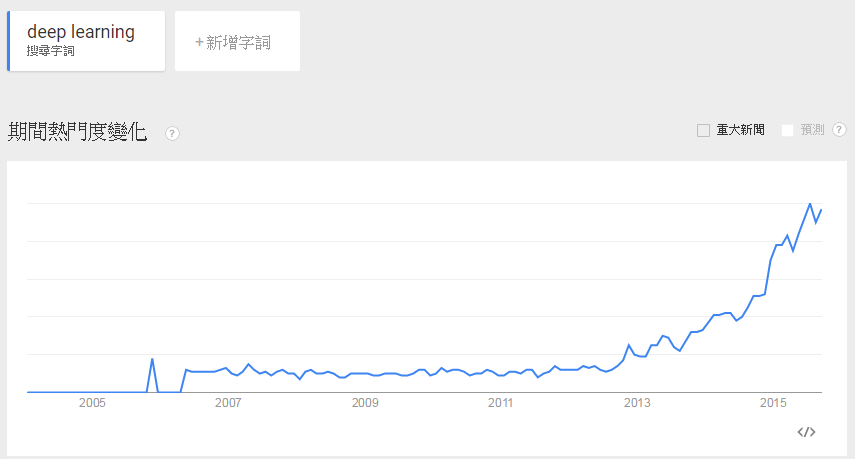 deep learning
搜尋字詞
+新增字詞
期間熱門度變化 ?
重大新聞 預測 ?
2005 2007 2009 2011 2013 2015
</>